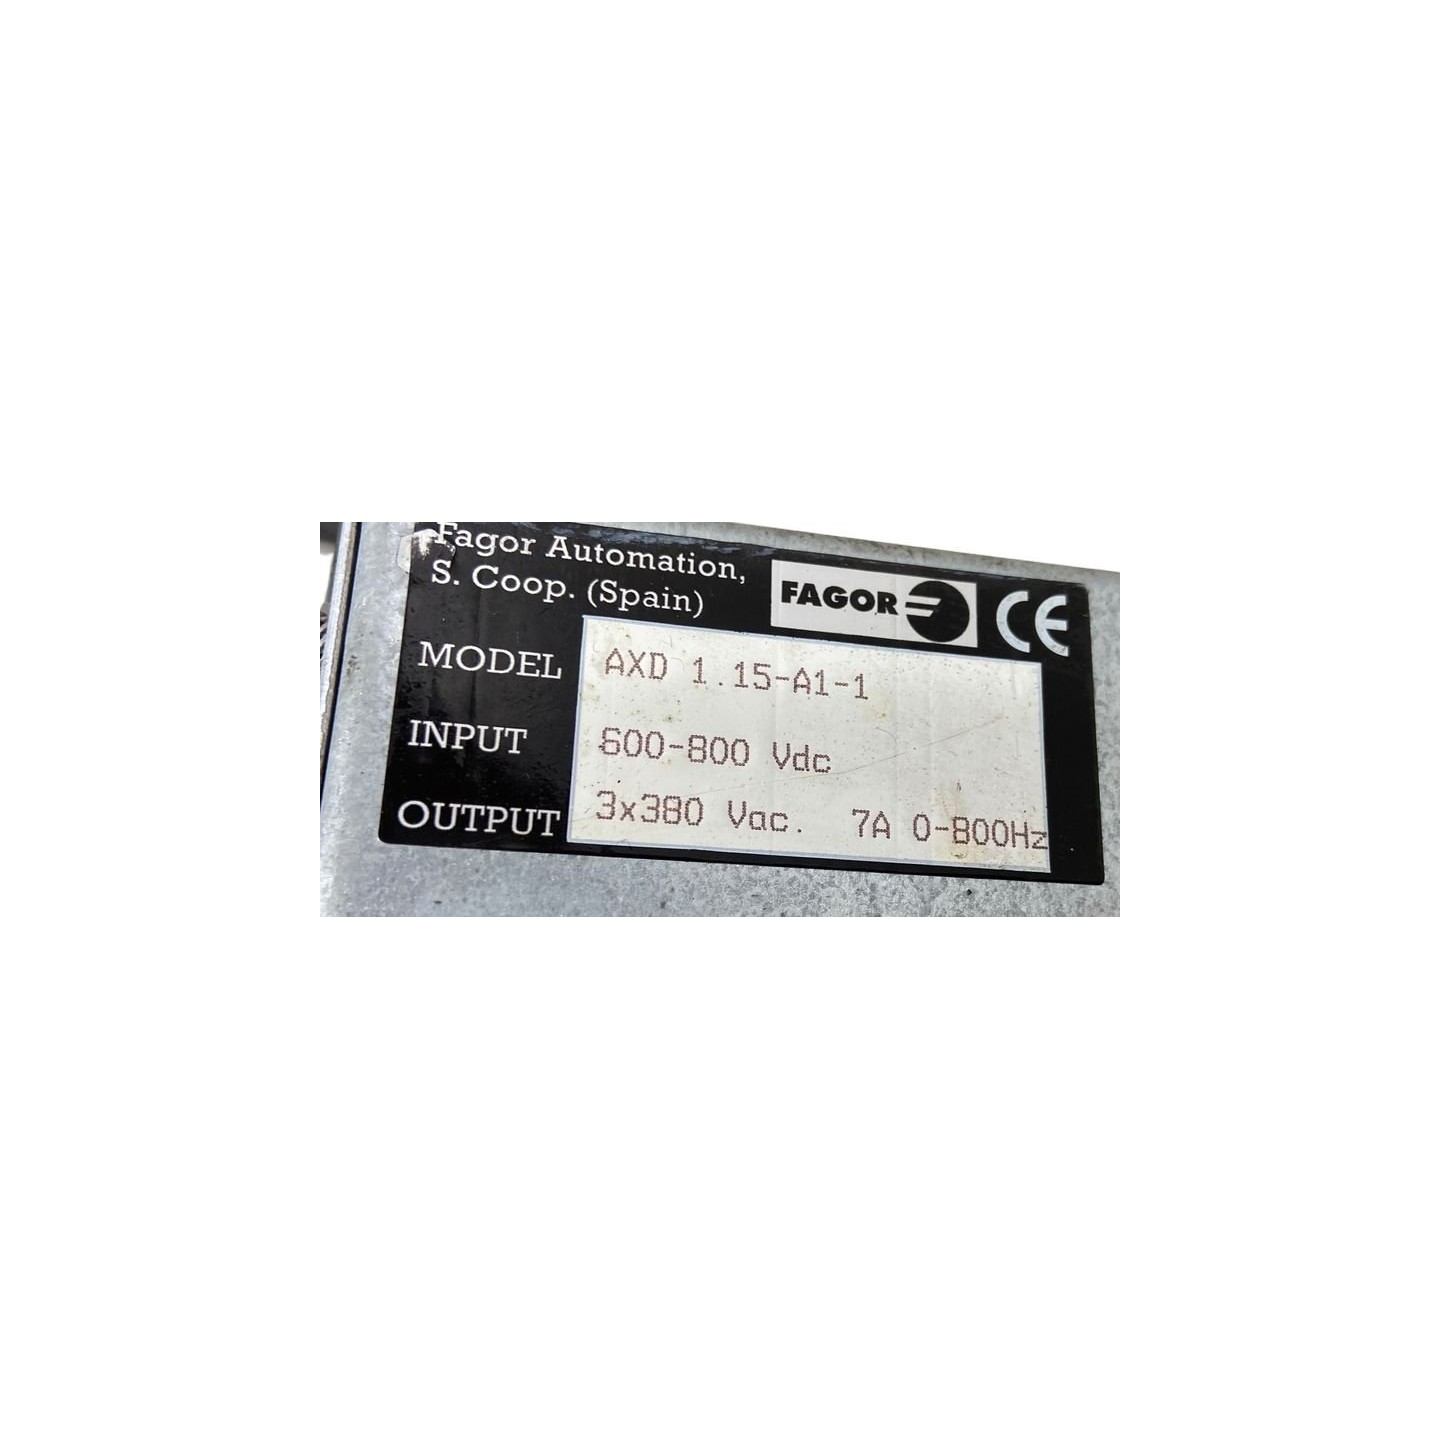 Fagor Automation,
S. Coop. (Spain)
FAGOR
CE
MODEL AXD 1.15-A1-1
INPUT 600-800 Vdc
OUTPUT 3x380 Vac. 7A 0-800Hz